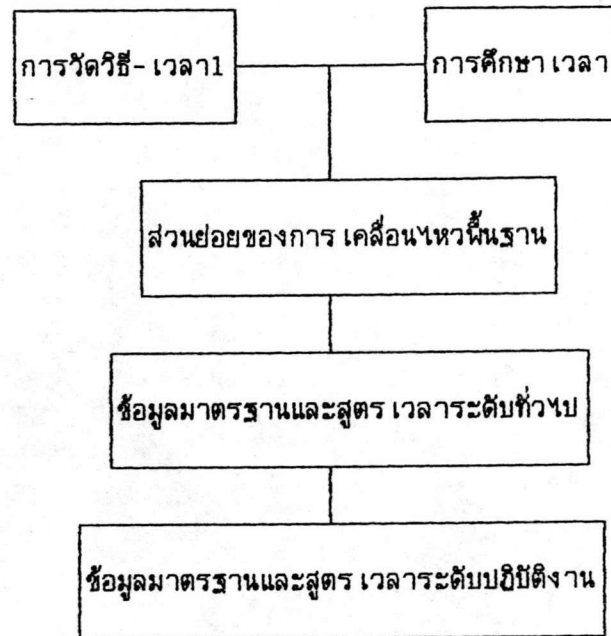 การวัดวิธี- เวลา1
การศึกษา เวลา
ส่วนย่อยของการ เคลื่อนไหวพื้นฐาน
ข้อมูลมาตรฐานและสูตร เวลาระดับทั่วไป
ข้อมูลมาตรฐานและสูตร เวลาระดับปฏิบัติงาน